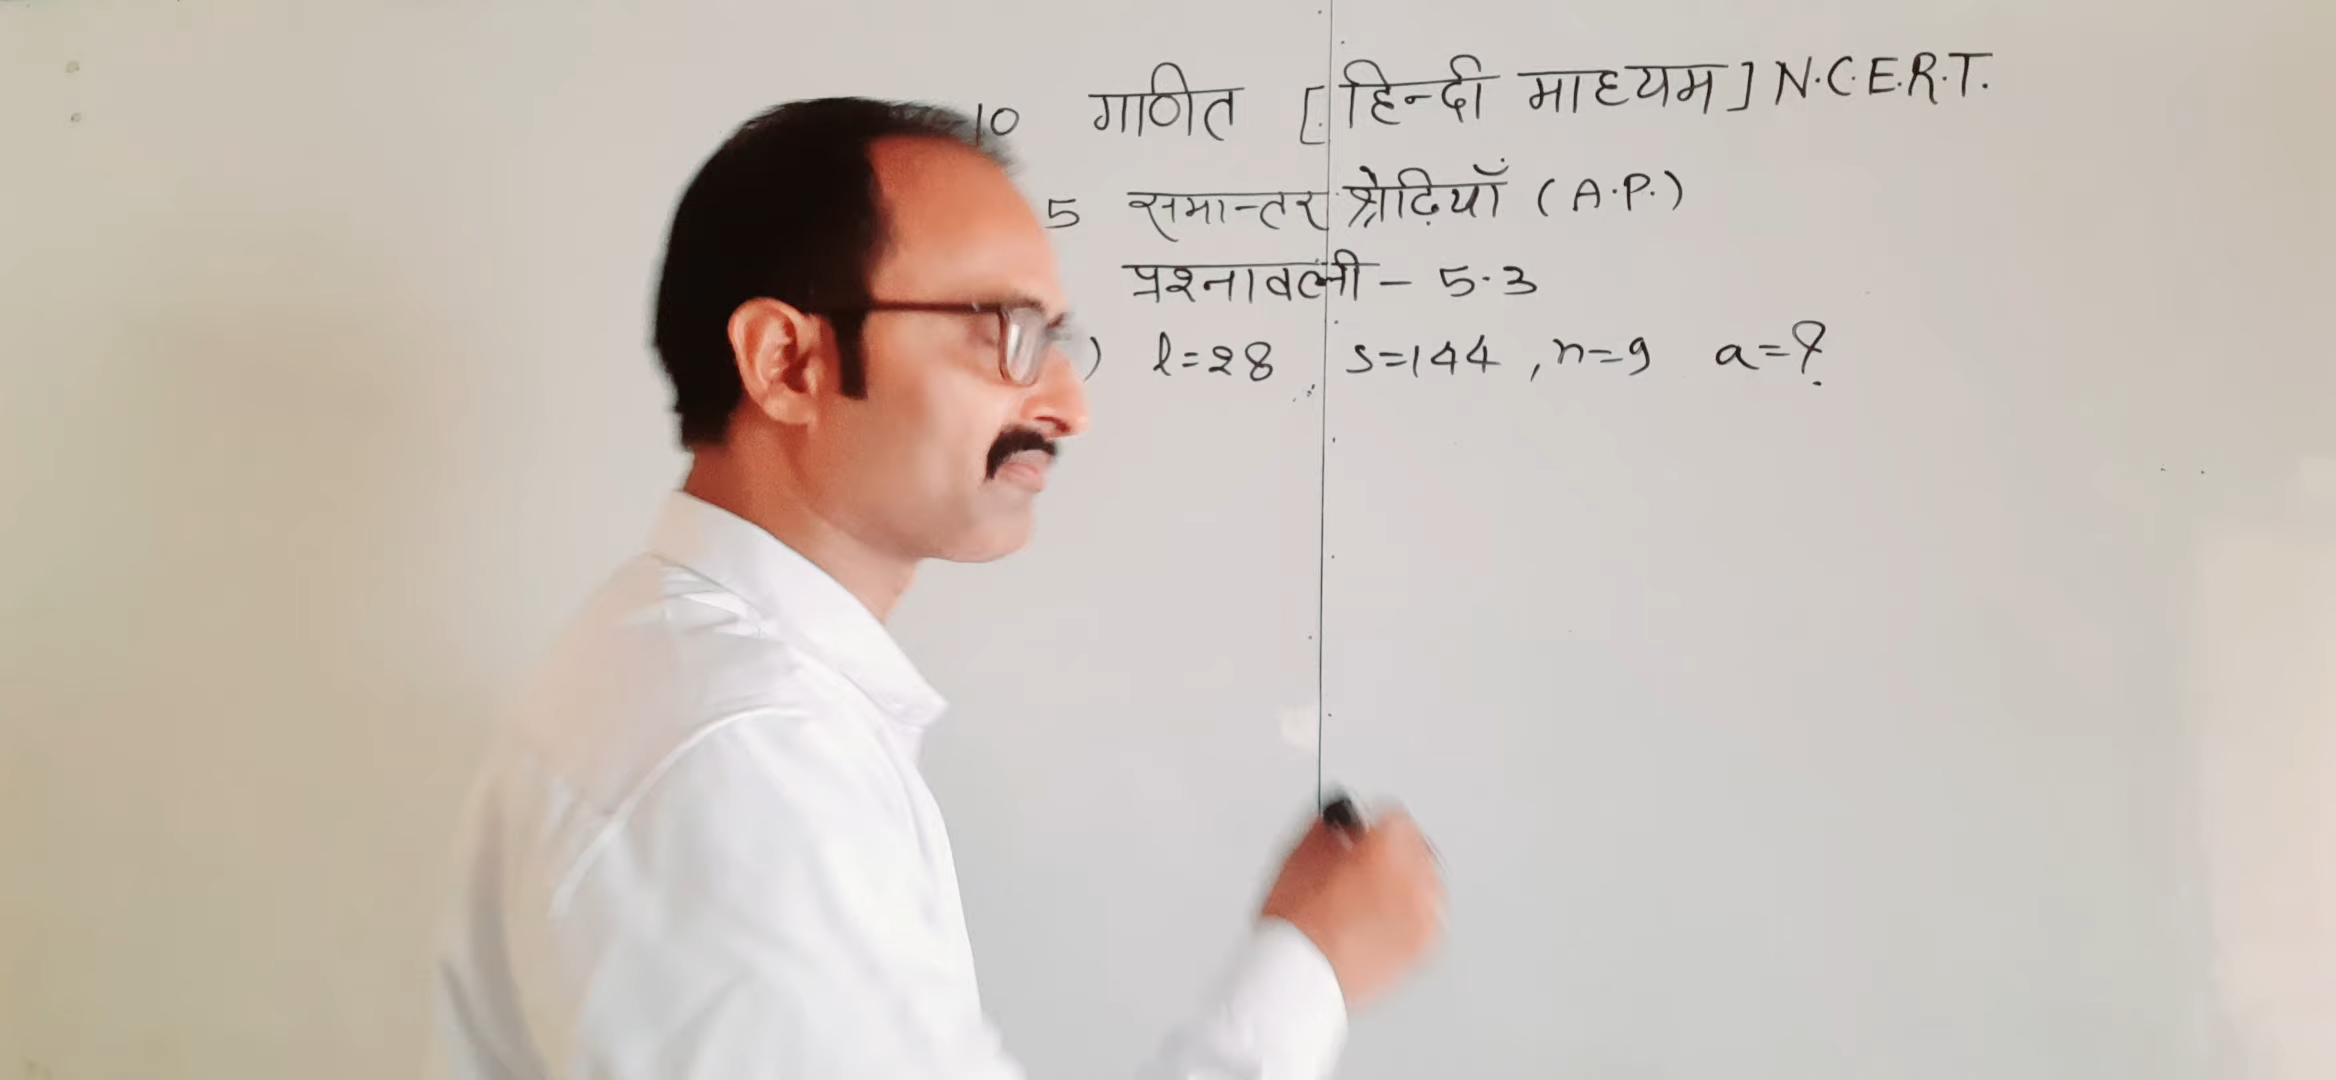 10 गणित [हिन्दी माध्यम] N.C.E.R.T.
5 समान्तर श्रेढ़ियाँ (A.P.)
प्रश्नावली - 5.3
) l=28, S=144, n=9 a=?